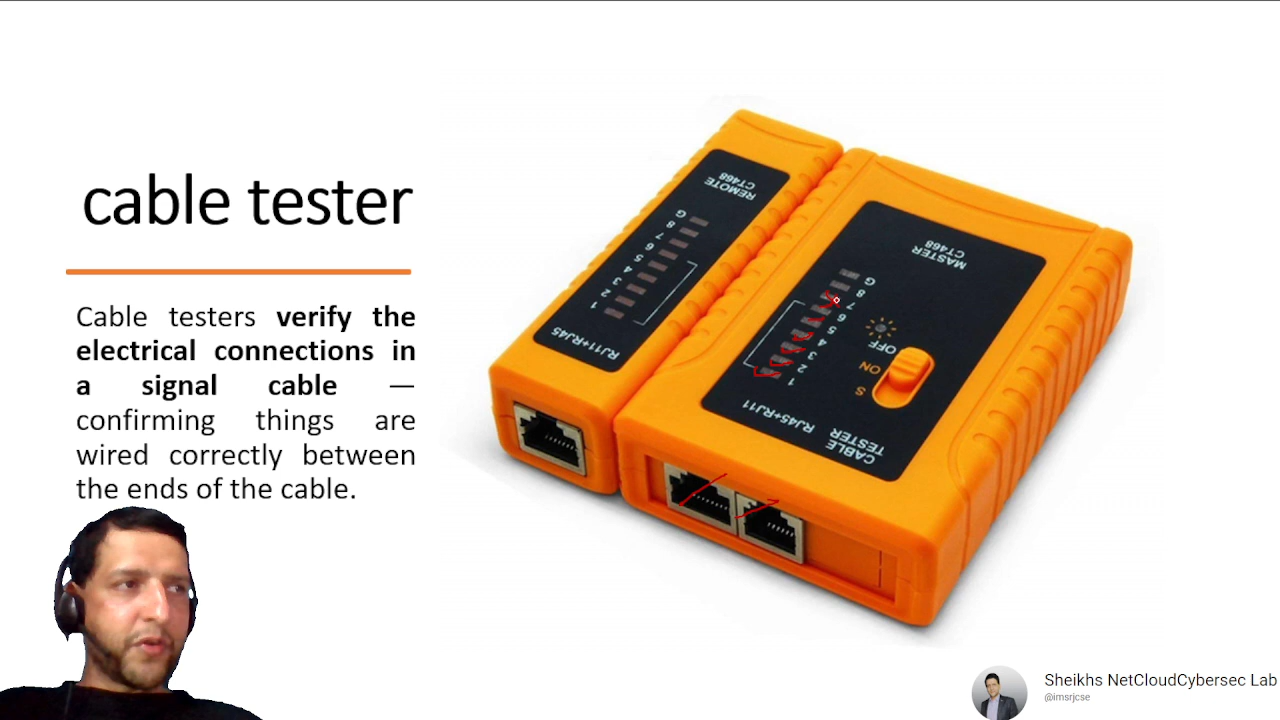 cable tester
Cable testers verify the
electrical connections in
a signal cable —
confirming things are
wired correctly between
the ends of the cable.
REMOTE
CT468
G
8
7
6
5
4
3
2
1
RJ11+RJ45
MASTER
CT468
G
8
7
6
5
4
3
2
1
OFF
ON
S
RJ45+RJ11
CABLE
TESTER
Sheikhs NetCloudCybersec Lab
@imsrjcse